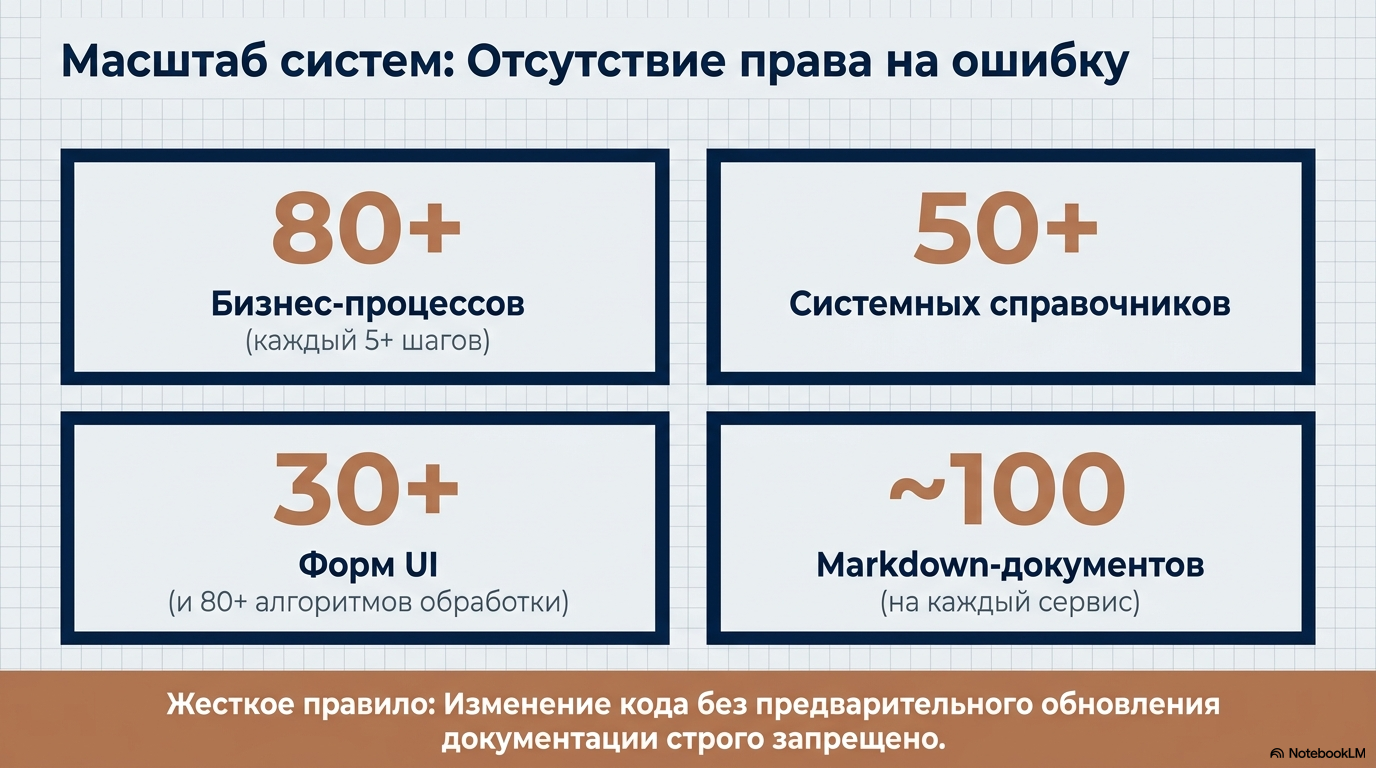 Масштаб систем: Отсутствие права на ошибку
80+
Бизнес-процессов
(каждый 5+ шагов)
50+
Системных справочников
30+
Форм UI
(и 80+ алгоритмов обработки)
~100
Markdown-документов
(на каждый сервис)
Жесткое правило: Изменение кода без предварительного обновления
документации строго запрещено.
NotebookLM